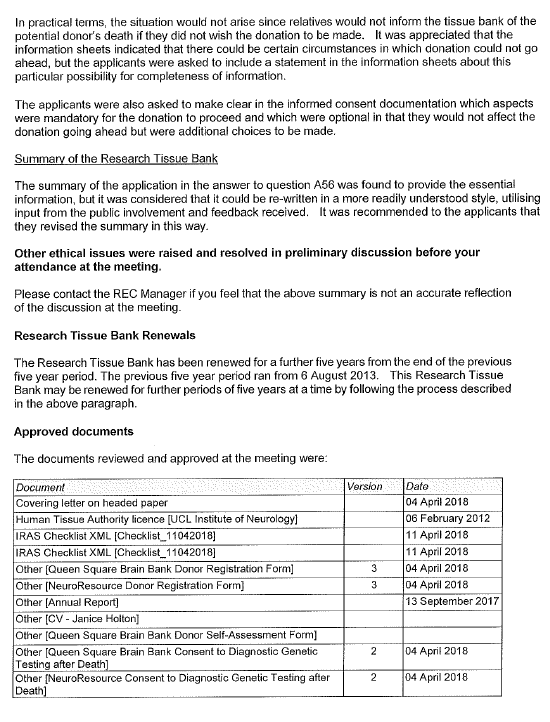 In practical terms, the situation would not arise since relatives would not inform the tissue bank of the
potential donor's death if they did not wish the donation to be made.   It was appreciated that the
information sheets indicated that there could be certain circumstances in which donation could not go
ahead, but the applicants were asked to include a statement in the information sheets about this
particular possibility for completeness of information.
The applicants were also asked to make clear in the informed consent documentation which aspects
were mandatory for the donation to proceed and which were optional in that they would not affect the
donation going ahead but were additional choices to be made.
Summary of the Research Tissue Bank
The summary of the application in the answer to question A56 was found to provide the essential
information, but it was considered that it could be re-written in a more readily understood style, utilising
input from the public involvement and feedback received.   It was recommended to the applicants that
they revised the summary in this way.
Other ethical issues were raised and resolved in preliminary discussion before your
attendance at the meeting.
Please contact the REC Manager if you feel that the above summary is not an accurate reflection
of the discussion at the meeting.
Research Tissue Bank Renewals
The Research Tissue Bank has been renewed for a further five years from the end of the previous
five year period. The previous five year period ran from 6 August 2013.   This Research Tissue
Bank may be renewed for further periods of five years at a time by following the process described
in the above paragraph.
Approved documents
The documents reviewed and approved at the meeting were:
Document Version Date
Covering letter on headed paper 04 April 2018
Human Tissue Authority licence [UCL Institute of Neurology] 06 February 2012
IRAS Checklist XML [Checklist_11042018] 11 April 2018
IRAS Checklist XML [Checklist_11042018] 11 April 2018
Other [Queen Square Brain Bank Donor Registration Form] 3 04 April 2018
Other [NeuroResource Donor Registration Form] 3 04 April 2018
Other [Annual Report] 13 September 2017
Other [CV - Janice Holton]
Other [Queen Square Brain Bank Donor Self-Assessment Form]
Other [Queen Square Brain Bank Consent to Diagnostic Genetic 2 04 April 2018
Testing after Death]
Other [NeuroResource Consent to Diagnostic Genetic Testing after 2 04 April 2018
Death]